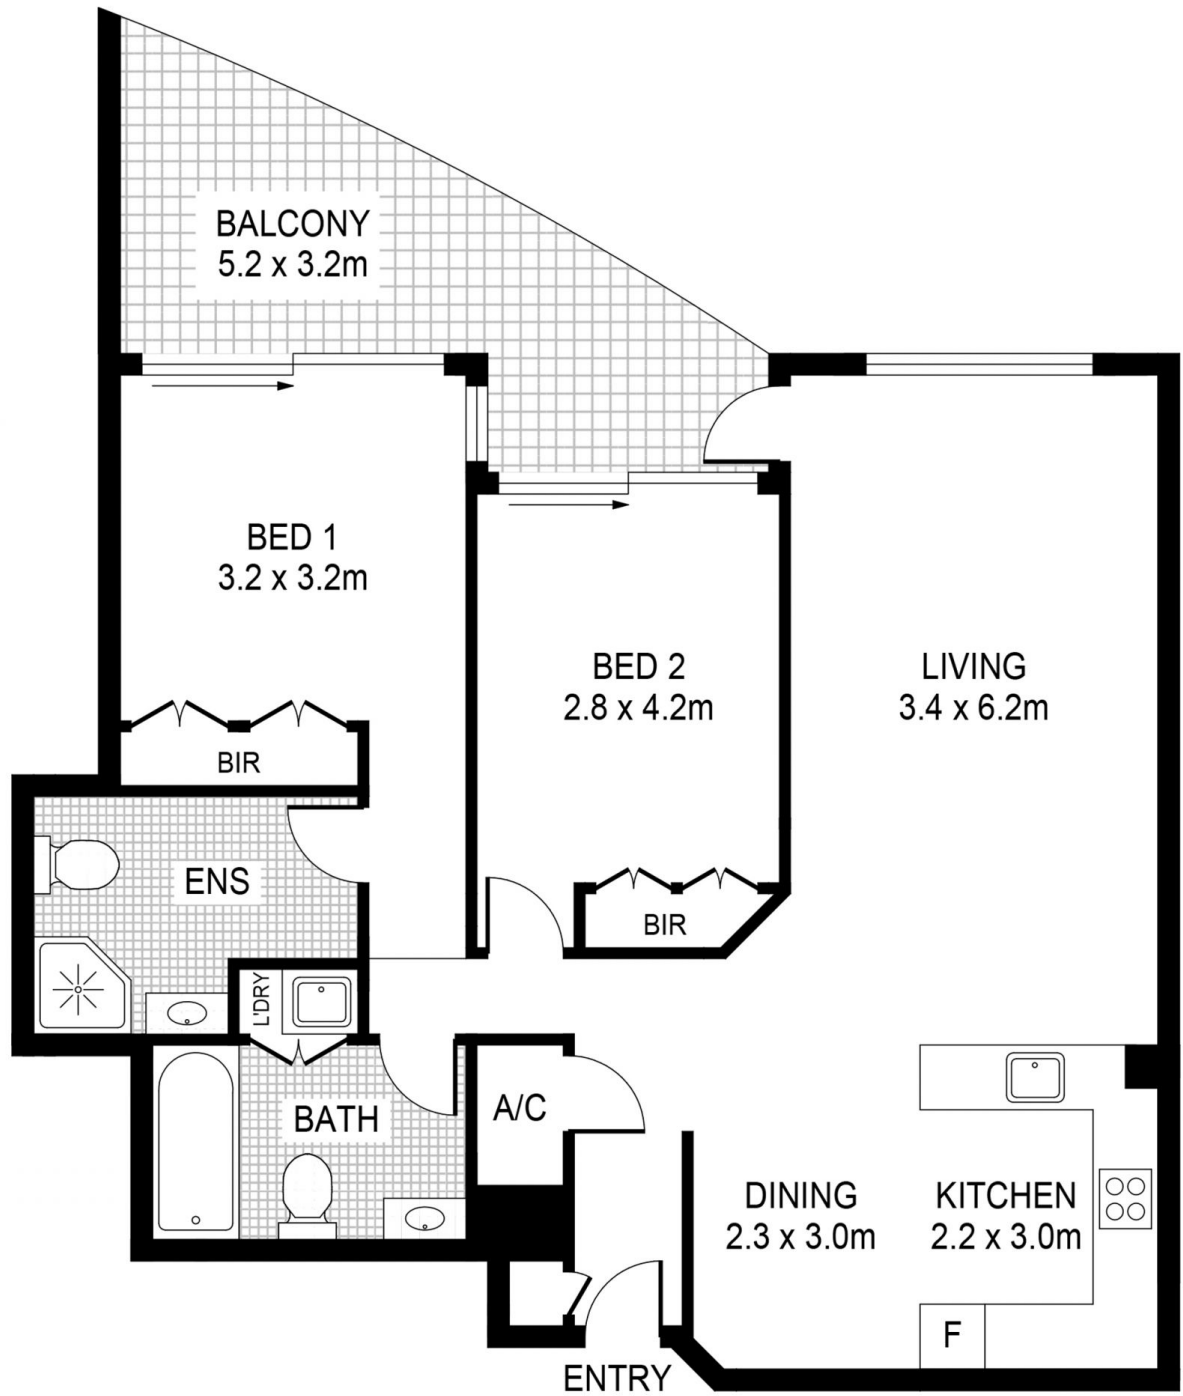 BALCONY
5.2 x 3.2m
BED 1
3.2 x 3.2m
BED 2
2.8 x 4.2m
LIVING
3.4 x 6.2m
BIR
ENS
BIR
L'DRY
BATH
A/C
DINING
2.3 x 3.0m
KITCHEN
2.2 x 3.0m
F
ENTRY